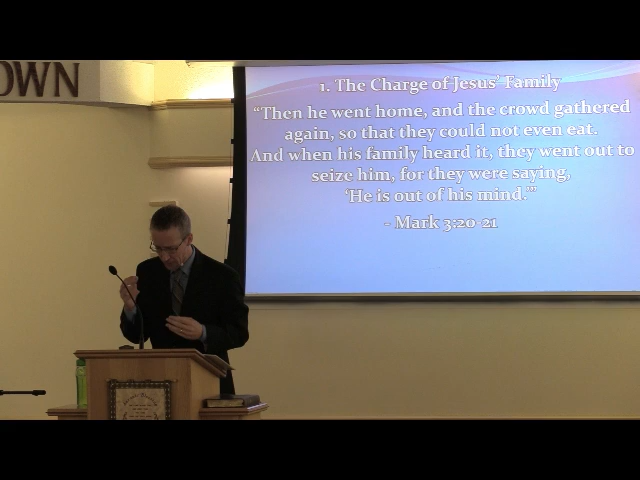 OWN
1. The Charge of Jesus' Family
“Then he went home, and the crowd gathered
again, so that they could not even eat.
And when his family heard it, they went out to
seize him, for they were saying,
‘He is out of his mind.’”
- Mark 3:20-21